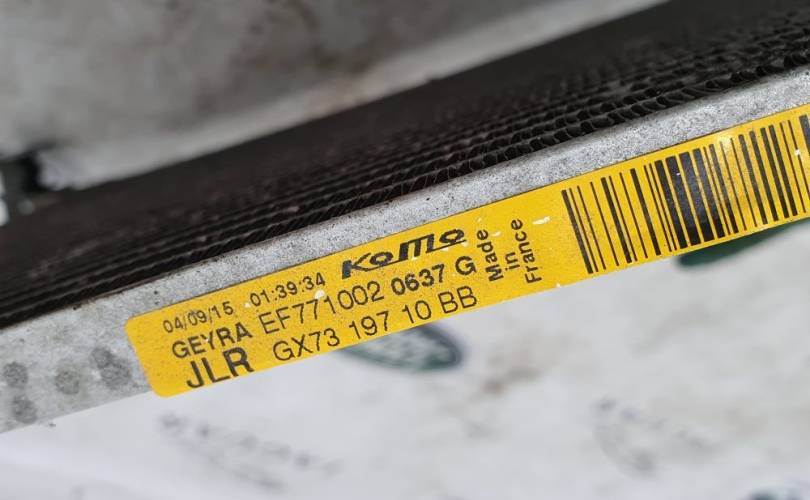 04/09/15 01:39:34 KOMO
GEYRA EF771002 0637 G
JLR GX73 197 10 BB
Made
in
France